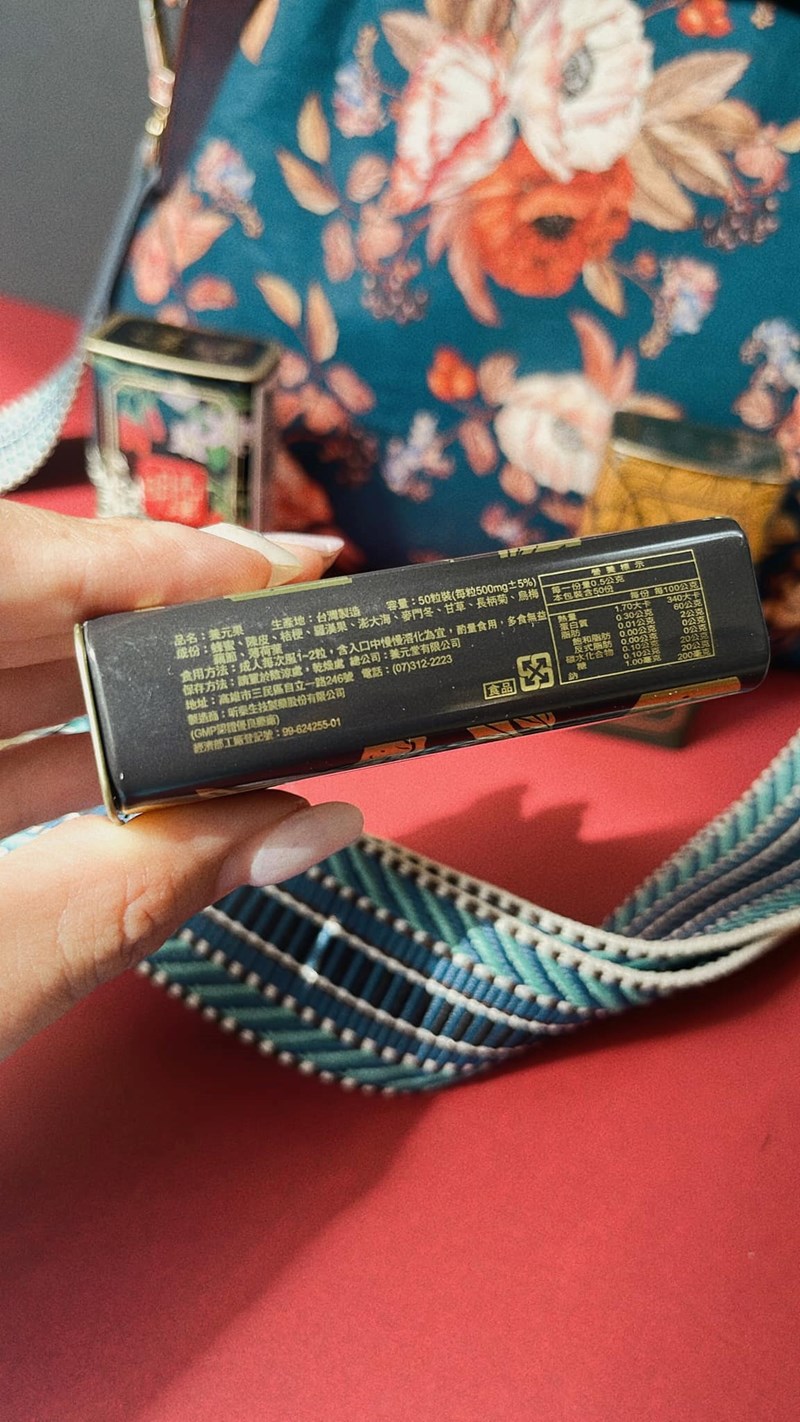 品名：養元果 生產地：台灣製造 容量：50粒裝(每粒500mg±5%)
成份：蜂蜜、陳皮、桔梗、羅漢果、澎大海、麥門冬、甘草、長柄菊、烏梅
薄荷蜜
食用方法：成人每次服1~2粒，含入口中慢慢消化為宜，酌量食用，多食無益
保存方法：請置於微涼處，乾燥處 總公司：養元堂有限公司
地址：高雄市三民區自立一路246號 電話：(07)312-2223
製造商：昕泰生技製藥股份有限公司
(GMP認證優良藥廠)
經濟部工廠登記號：99-624255-01
食品
營養標示
每一份量0.5公克
本包裝含50份
每份 每100公克
熱量 1.70大卡 340大卡
蛋白質 0.30公克 60公克
脂肪 0.01公克 2公克
飽和脂肪 0.00公克 0公克
反式脂肪 0.00公克 0公克
碳水化合物 0.10公克 20公克
糖 0.10公克 20公克
鈉 1.00毫克 200毫克